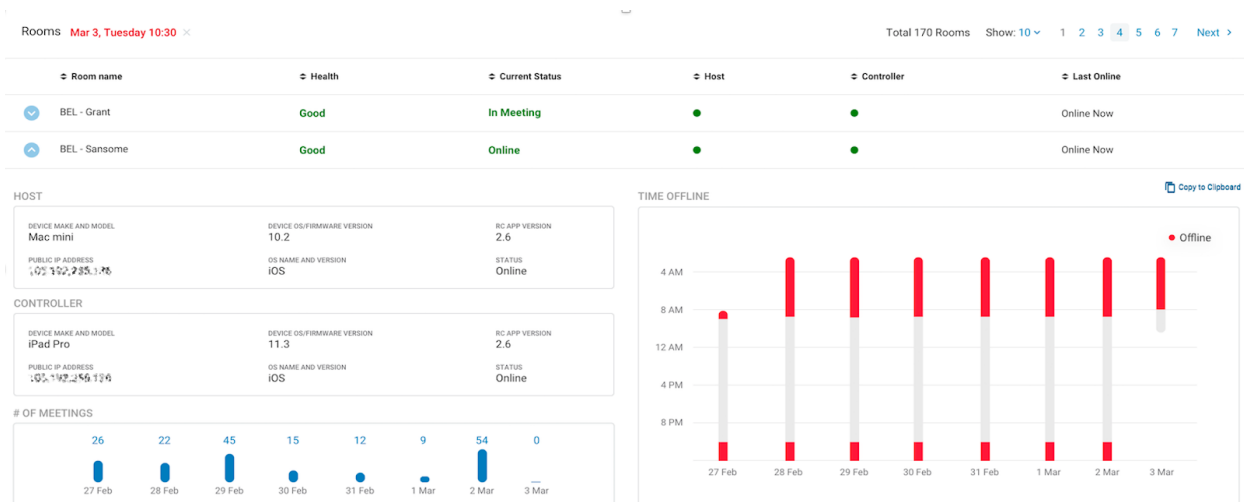 Rooms Mar 3, Tuesday 10:30 × Total 170 Rooms Show: 10 1 2 3 4 5 6 7 Next >
Room name Health Current Status Host Controller Last Online
BEL - Grant Good In Meeting Online Now
BEL - Sansome Good Online Online Now
HOST
DEVICE MAKE AND MODEL DEVICE OS/FIRMWARE VERSION RC APP VERSION
Mac mini 10.2 2.6
PUBLIC IP ADDRESS OS NAME AND VERSION STATUS
iOS Online
CONTROLLER
DEVICE MAKE AND MODEL DEVICE OS/FIRMWARE VERSION RC APP VERSION
iPad Pro 11.3 2.6
PUBLIC IP ADDRESS OS NAME AND VERSION STATUS
iOS Online
# OF MEETINGS
26 22 45 15 12 9 54 0
27 Feb 28 Feb 29 Feb 30 Feb 31 Feb 1 Mar 2 Mar 3 Mar
Copy to Clipboard
TIME OFFLINE
Offline
4 AM
8 AM
12 AM
4 PM
8 PM
27 Feb 28 Feb 29 Feb 30 Feb 31 Feb 1 Mar 2 Mar 3 Mar